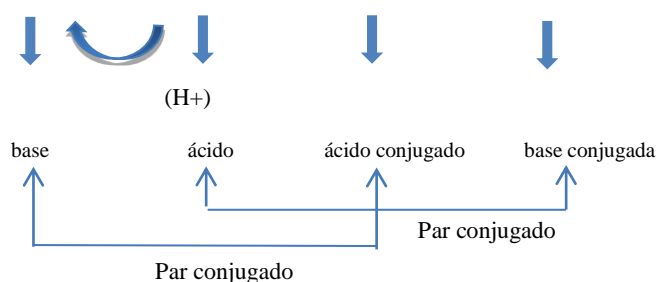 (H+)
base ácido ácido conjugado base conjugada
Par conjugado
Par conjugado